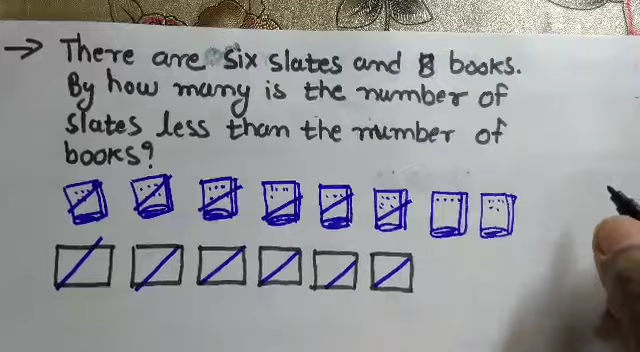 → There are six slates and 8 books.
By how many is the number of
slates less than the number of
books?